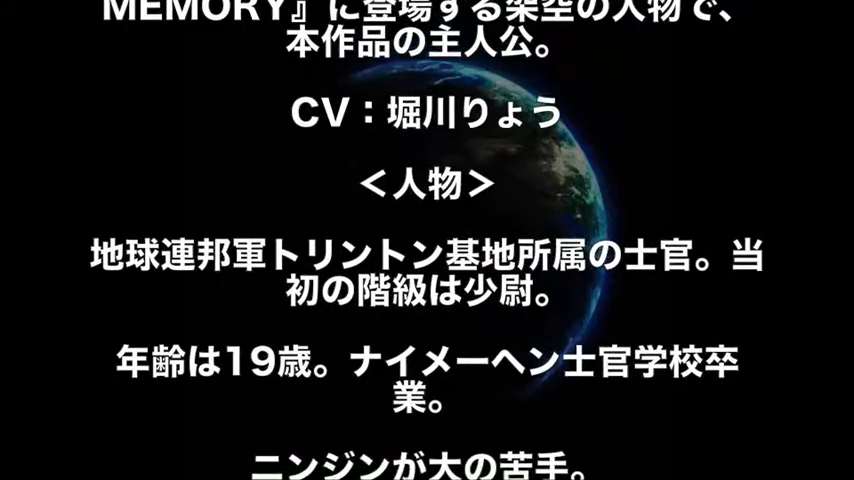 MEMORY』に登場する架空の人物で、
本作品の主人公。
CV：堀川りょう
＜人物＞
地球連邦軍トリントン基地所属の士官。当
初の階級は少尉。
年齢は19歳。ナイメーヘン士官学校卒
業。
ニンジンが大の苦手。